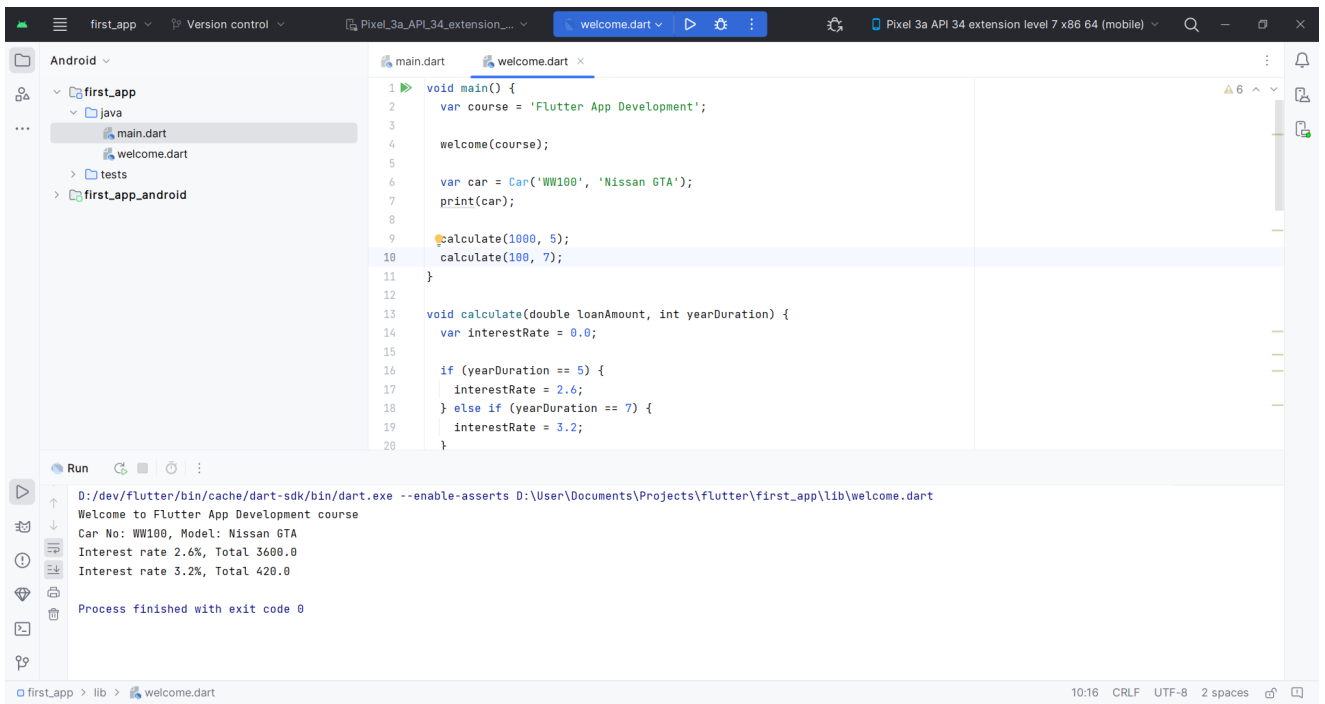 first_app Version control Pixel_3a_API_34_extension_... welcome.dart Pixel 3a API 34 extension level 7 x86 64 (mobile)
Android
first_app
java
main.dart
welcome.dart
tests
first_app_android
main.dart welcome.dart
6
1 void main() {
2 var course = 'Flutter App Development';
3
4 welcome(course);
5
6 var car = Car('WW100', 'Nissan GTA');
7 print(car);
8
9 calculate(1000, 5);
10 calculate(100, 7);
11 }
12
13 void calculate(double loanAmount, int yearDuration) {
14 var interestRate = 0.0;
15
16 if (yearDuration == 5) {
17 interestRate = 2.6;
18 } else if (yearDuration == 7) {
19 interestRate = 3.2;
20 }
Run
D:/dev/flutter/bin/cache/dart-sdk/bin/dart.exe --enable-asserts D:\User\Documents\Projects\flutter\first_app\lib\welcome.dart
Welcome to Flutter App Development course
Car No: WW100, Model: Nissan GTA
Interest rate 2.6%, Total 3600.0
Interest rate 3.2%, Total 420.0
Process finished with exit code 0
first_app > lib > welcome.dart 10:16 CRLF UTF-8 2 spaces